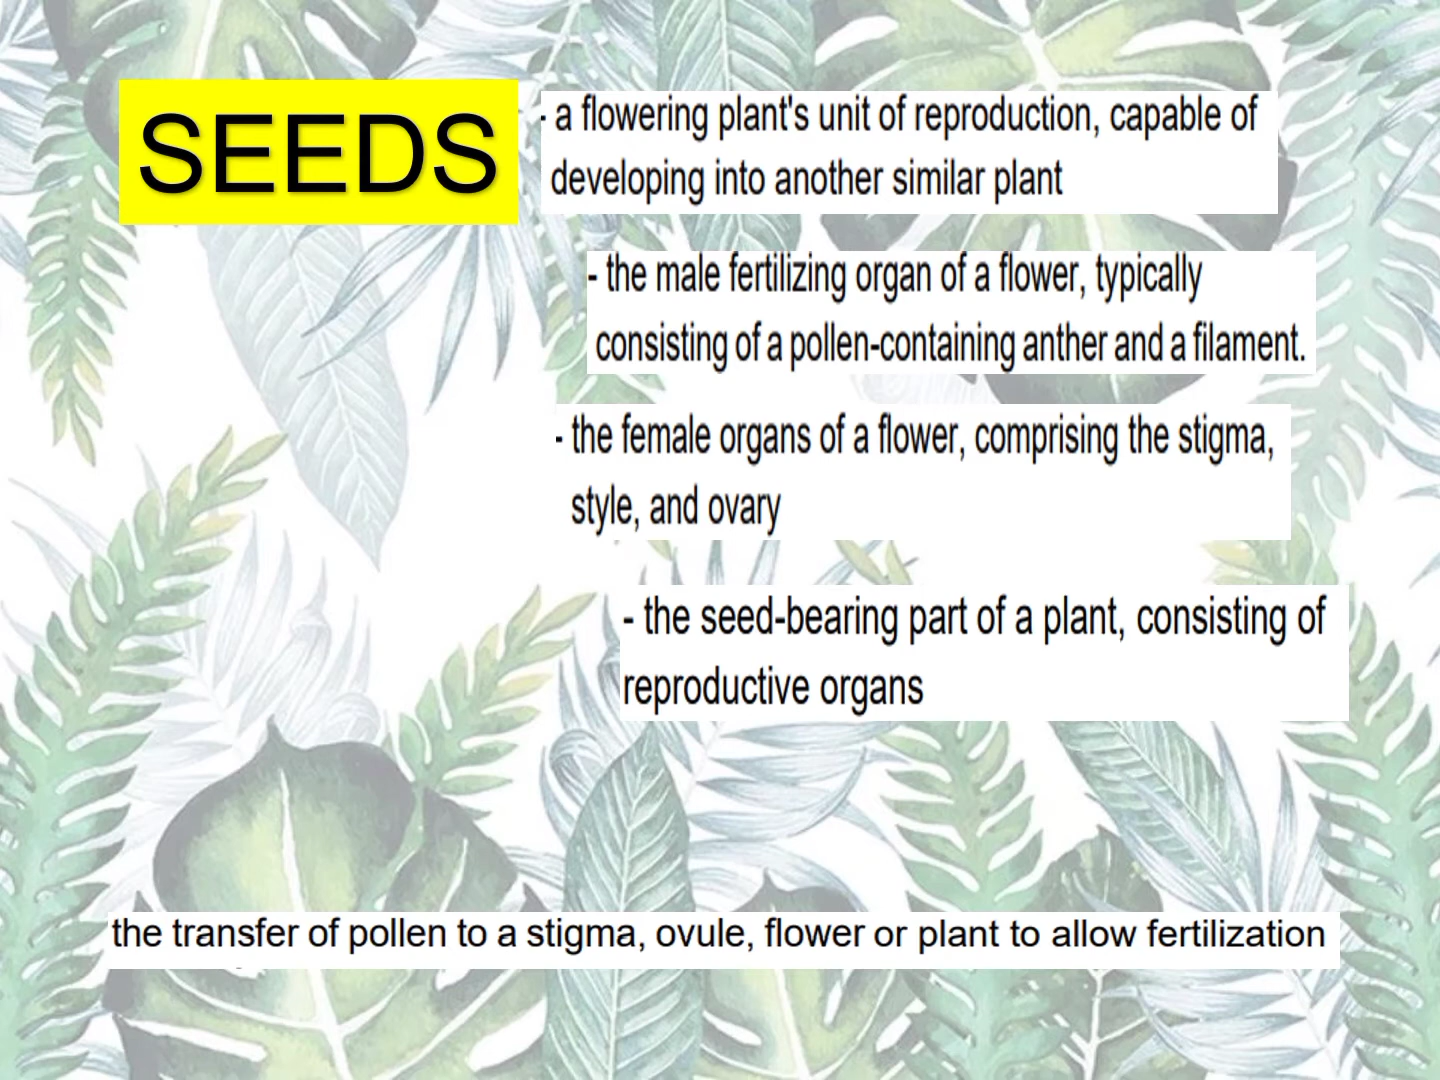 SEEDS
- a flowering plant's unit of reproduction, capable of
developing into another similar plant
- the male fertilizing organ of a flower, typically
consisting of a pollen-containing anther and a filament.
- the female organs of a flower, comprising the stigma,
style, and ovary
- the seed-bearing part of a plant, consisting of
reproductive organs
the transfer of pollen to a stigma, ovule, flower or plant to allow fertilization